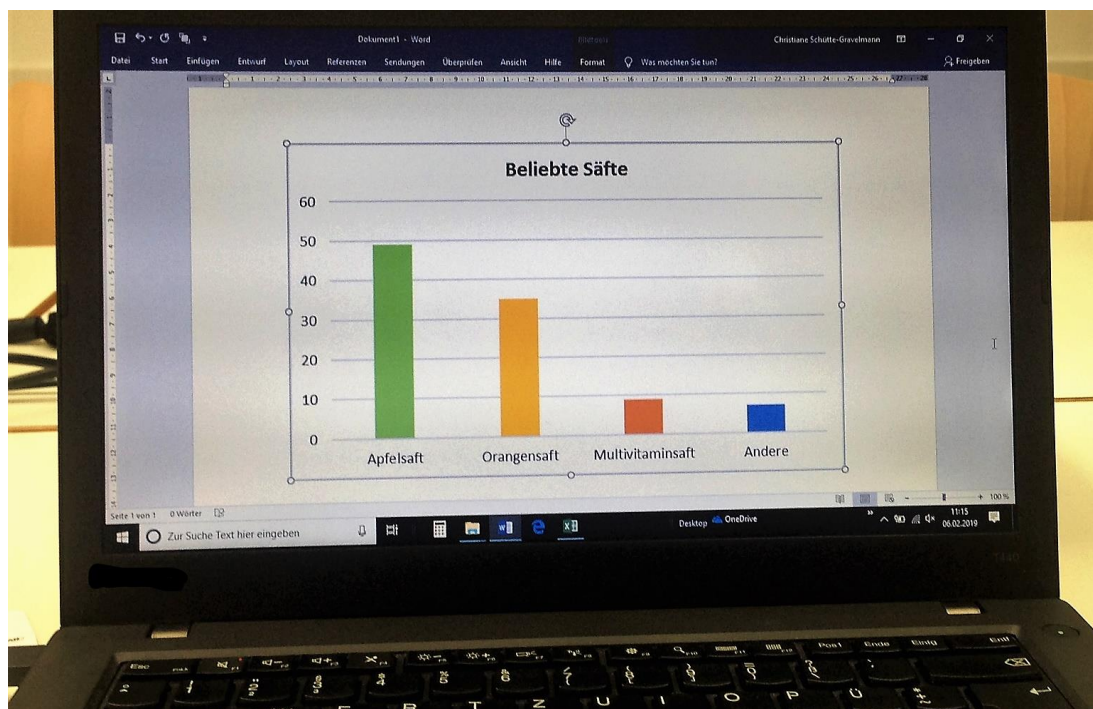 Dokument1 - Word
Bildtools
Christiane Schütte-Gravelmann
Datei Start Einfügen Entwurf Layout Referenzen Sendungen Überprüfen Ansicht Hilfe Format Was möchten Sie tun? Freigeben
Beliebte Säfte
60
50
40
30
20
10
0
Apfelsaft Orangensaft Multivitaminsaft Andere
Seite 1 von 1 0 Wörter
100 %
Zur Suche Text hier eingeben
Desktop OneDrive
11:15
06.02.2019
Esc
Post Ende Einfg Entf
T Z U I O P Ü